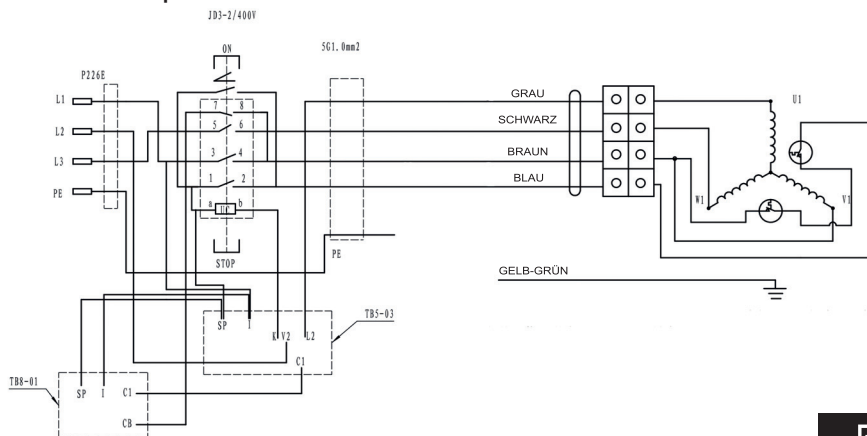 JD3-2/400V
ON
5G1.0mm2
P226E
L1
L2
L3
PE
7 8
5 6
3 4
1 2
a b
STOP
PE
GRAU
SCHWARZ
BRAUN
BLAU
GELB-GRÜN
U1
W1
V1
SP I K V2 L2
C1
TB5-03
TB8-01
SP I C1
CB